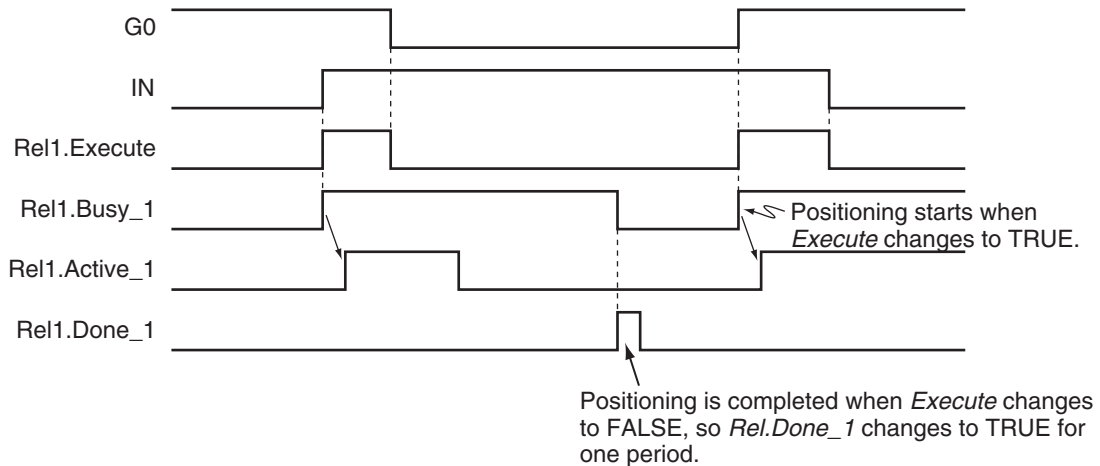 G0
IN
Rel1.Execute
Rel1.Busy_1
Positioning starts when
Execute changes to TRUE.
Rel1.Active_1
Rel1.Done_1
Positioning is completed when Execute changes
to FALSE, so Rel.Done_1 changes to TRUE for
one period.